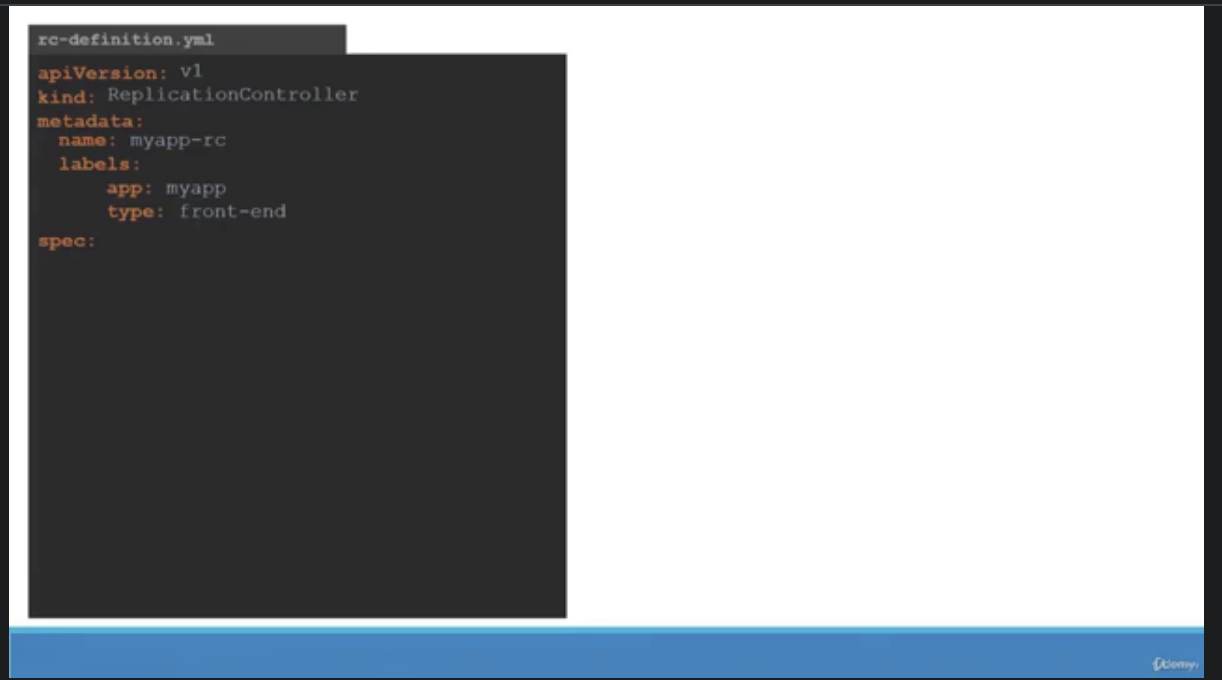 rc-definition.yml
apiVersion: v1
kind: ReplicationController
metadata:
  name: myapp-rc
  labels:
      app: myapp
      type: front-end
spec:
Udemy